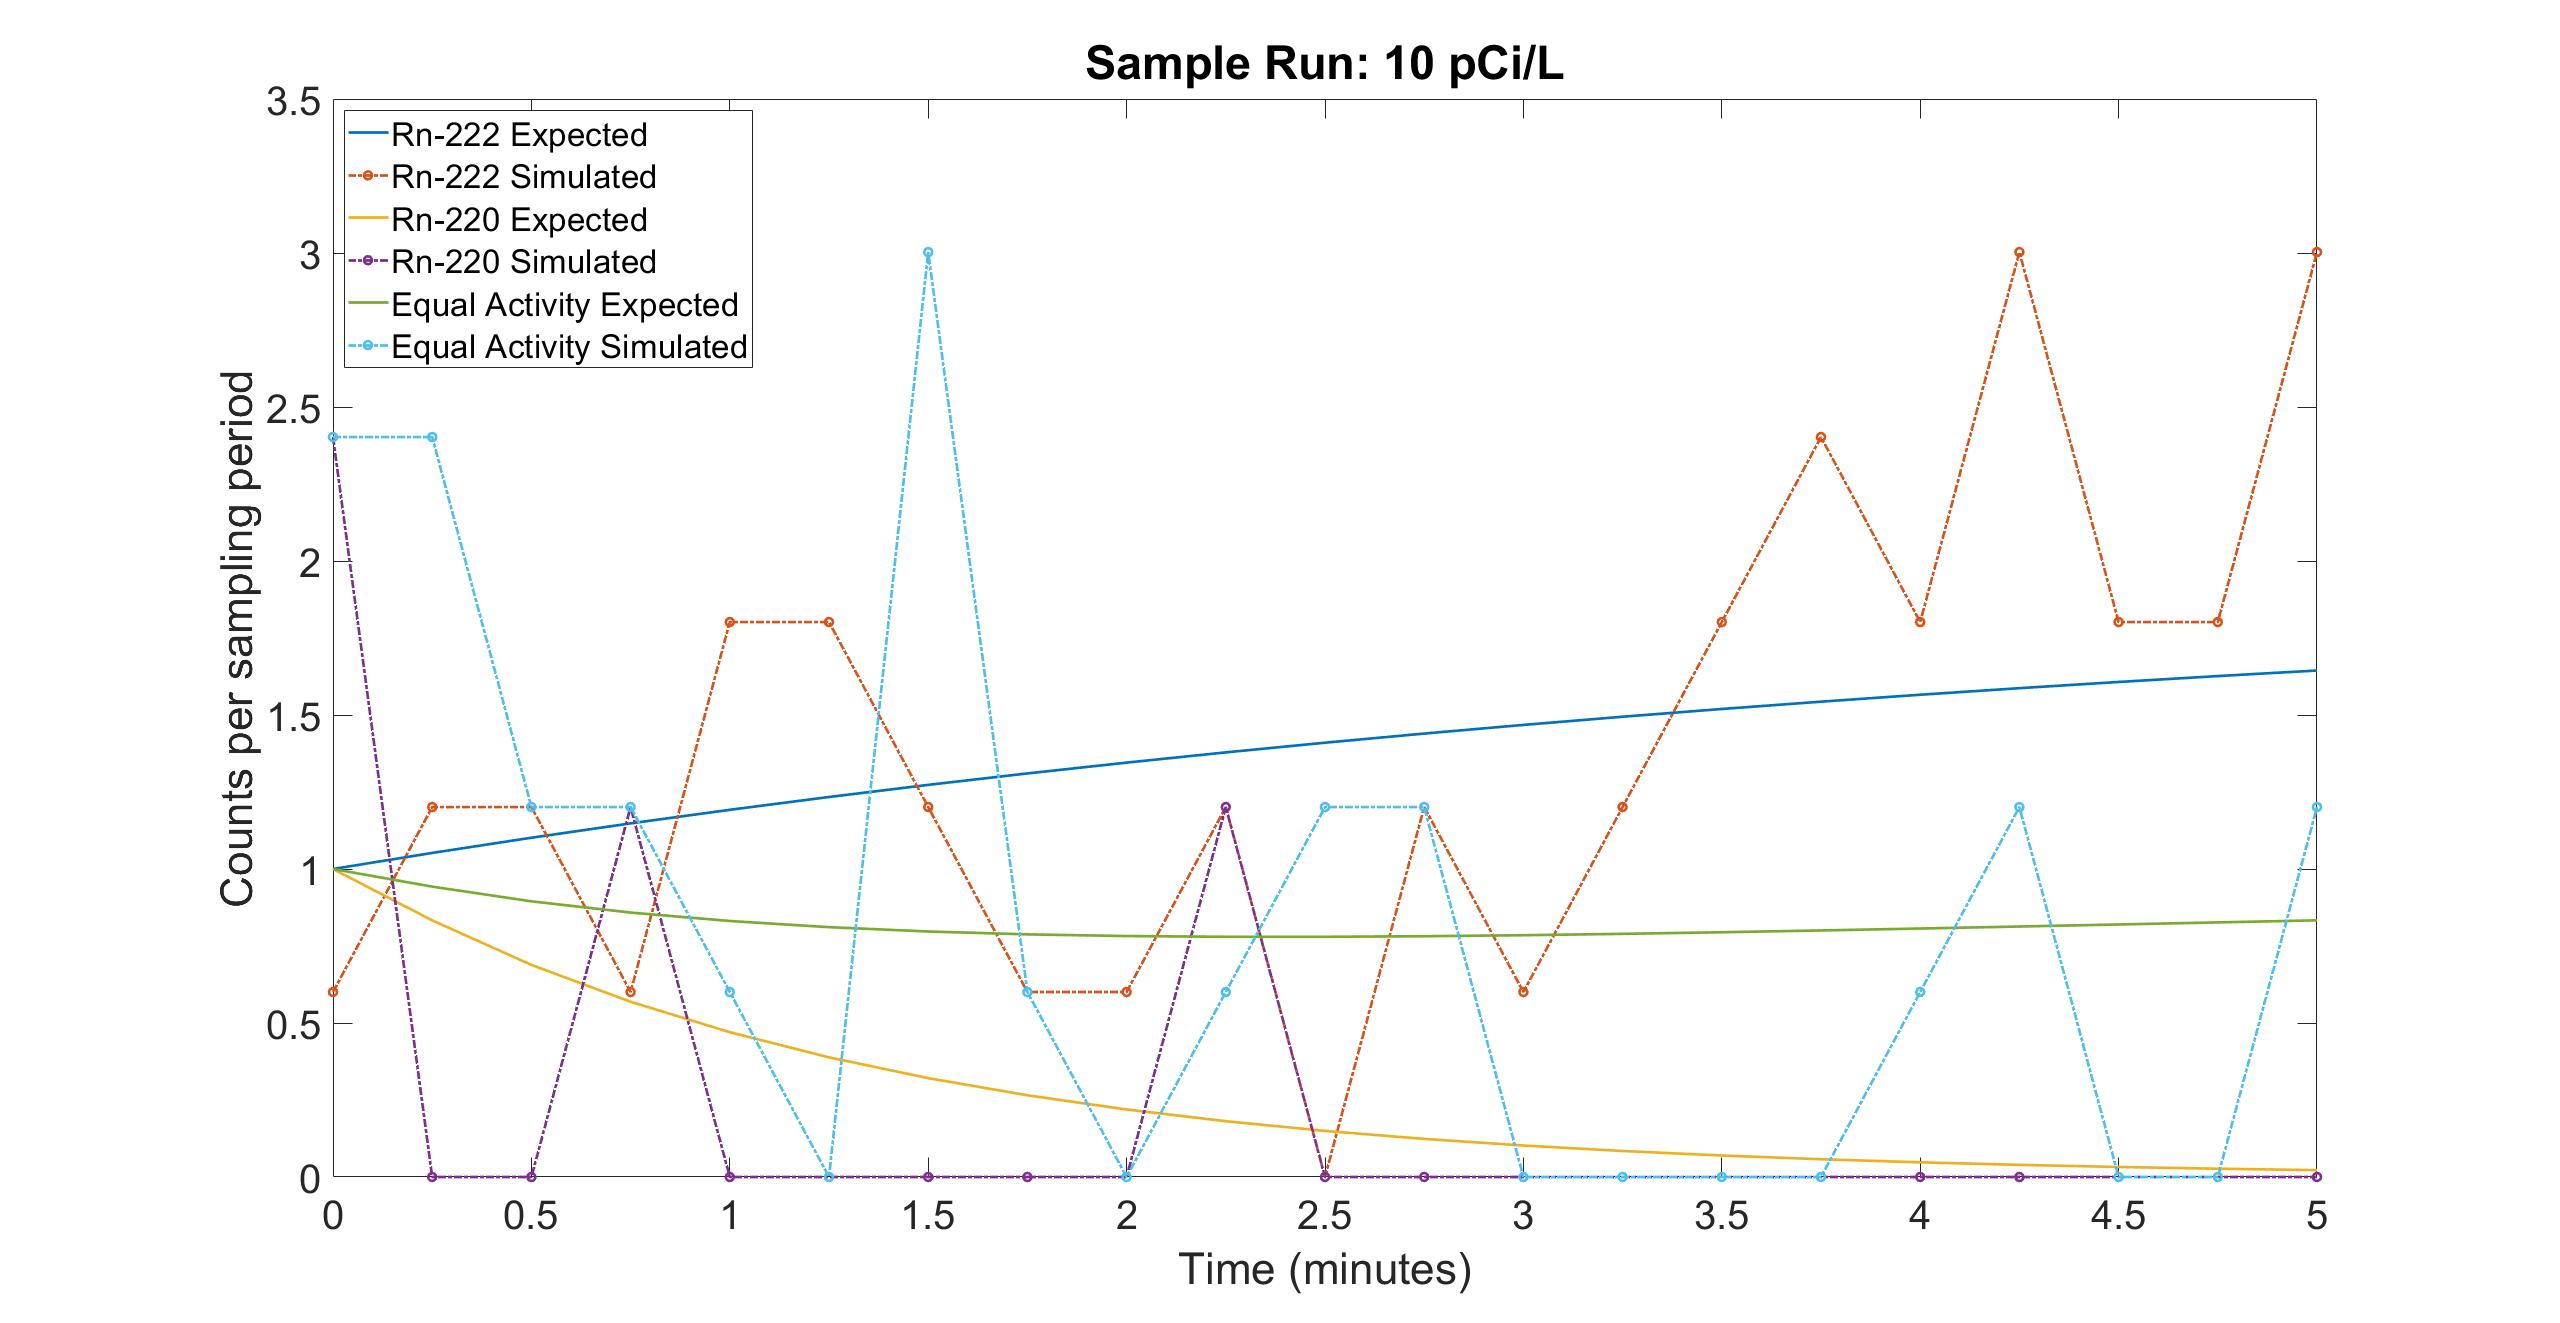 Sample Run: 10 pCi/L
Rn-222 Expected
Rn-222 Simulated
Rn-220 Expected
Rn-220 Simulated
Equal Activity Expected
Equal Activity Simulated
Counts per sampling period
3.5
3
2.5
2
1.5
1
0.5
0
0 0.5 1 1.5 2 2.5 3 3.5 4 4.5 5
Time (minutes)